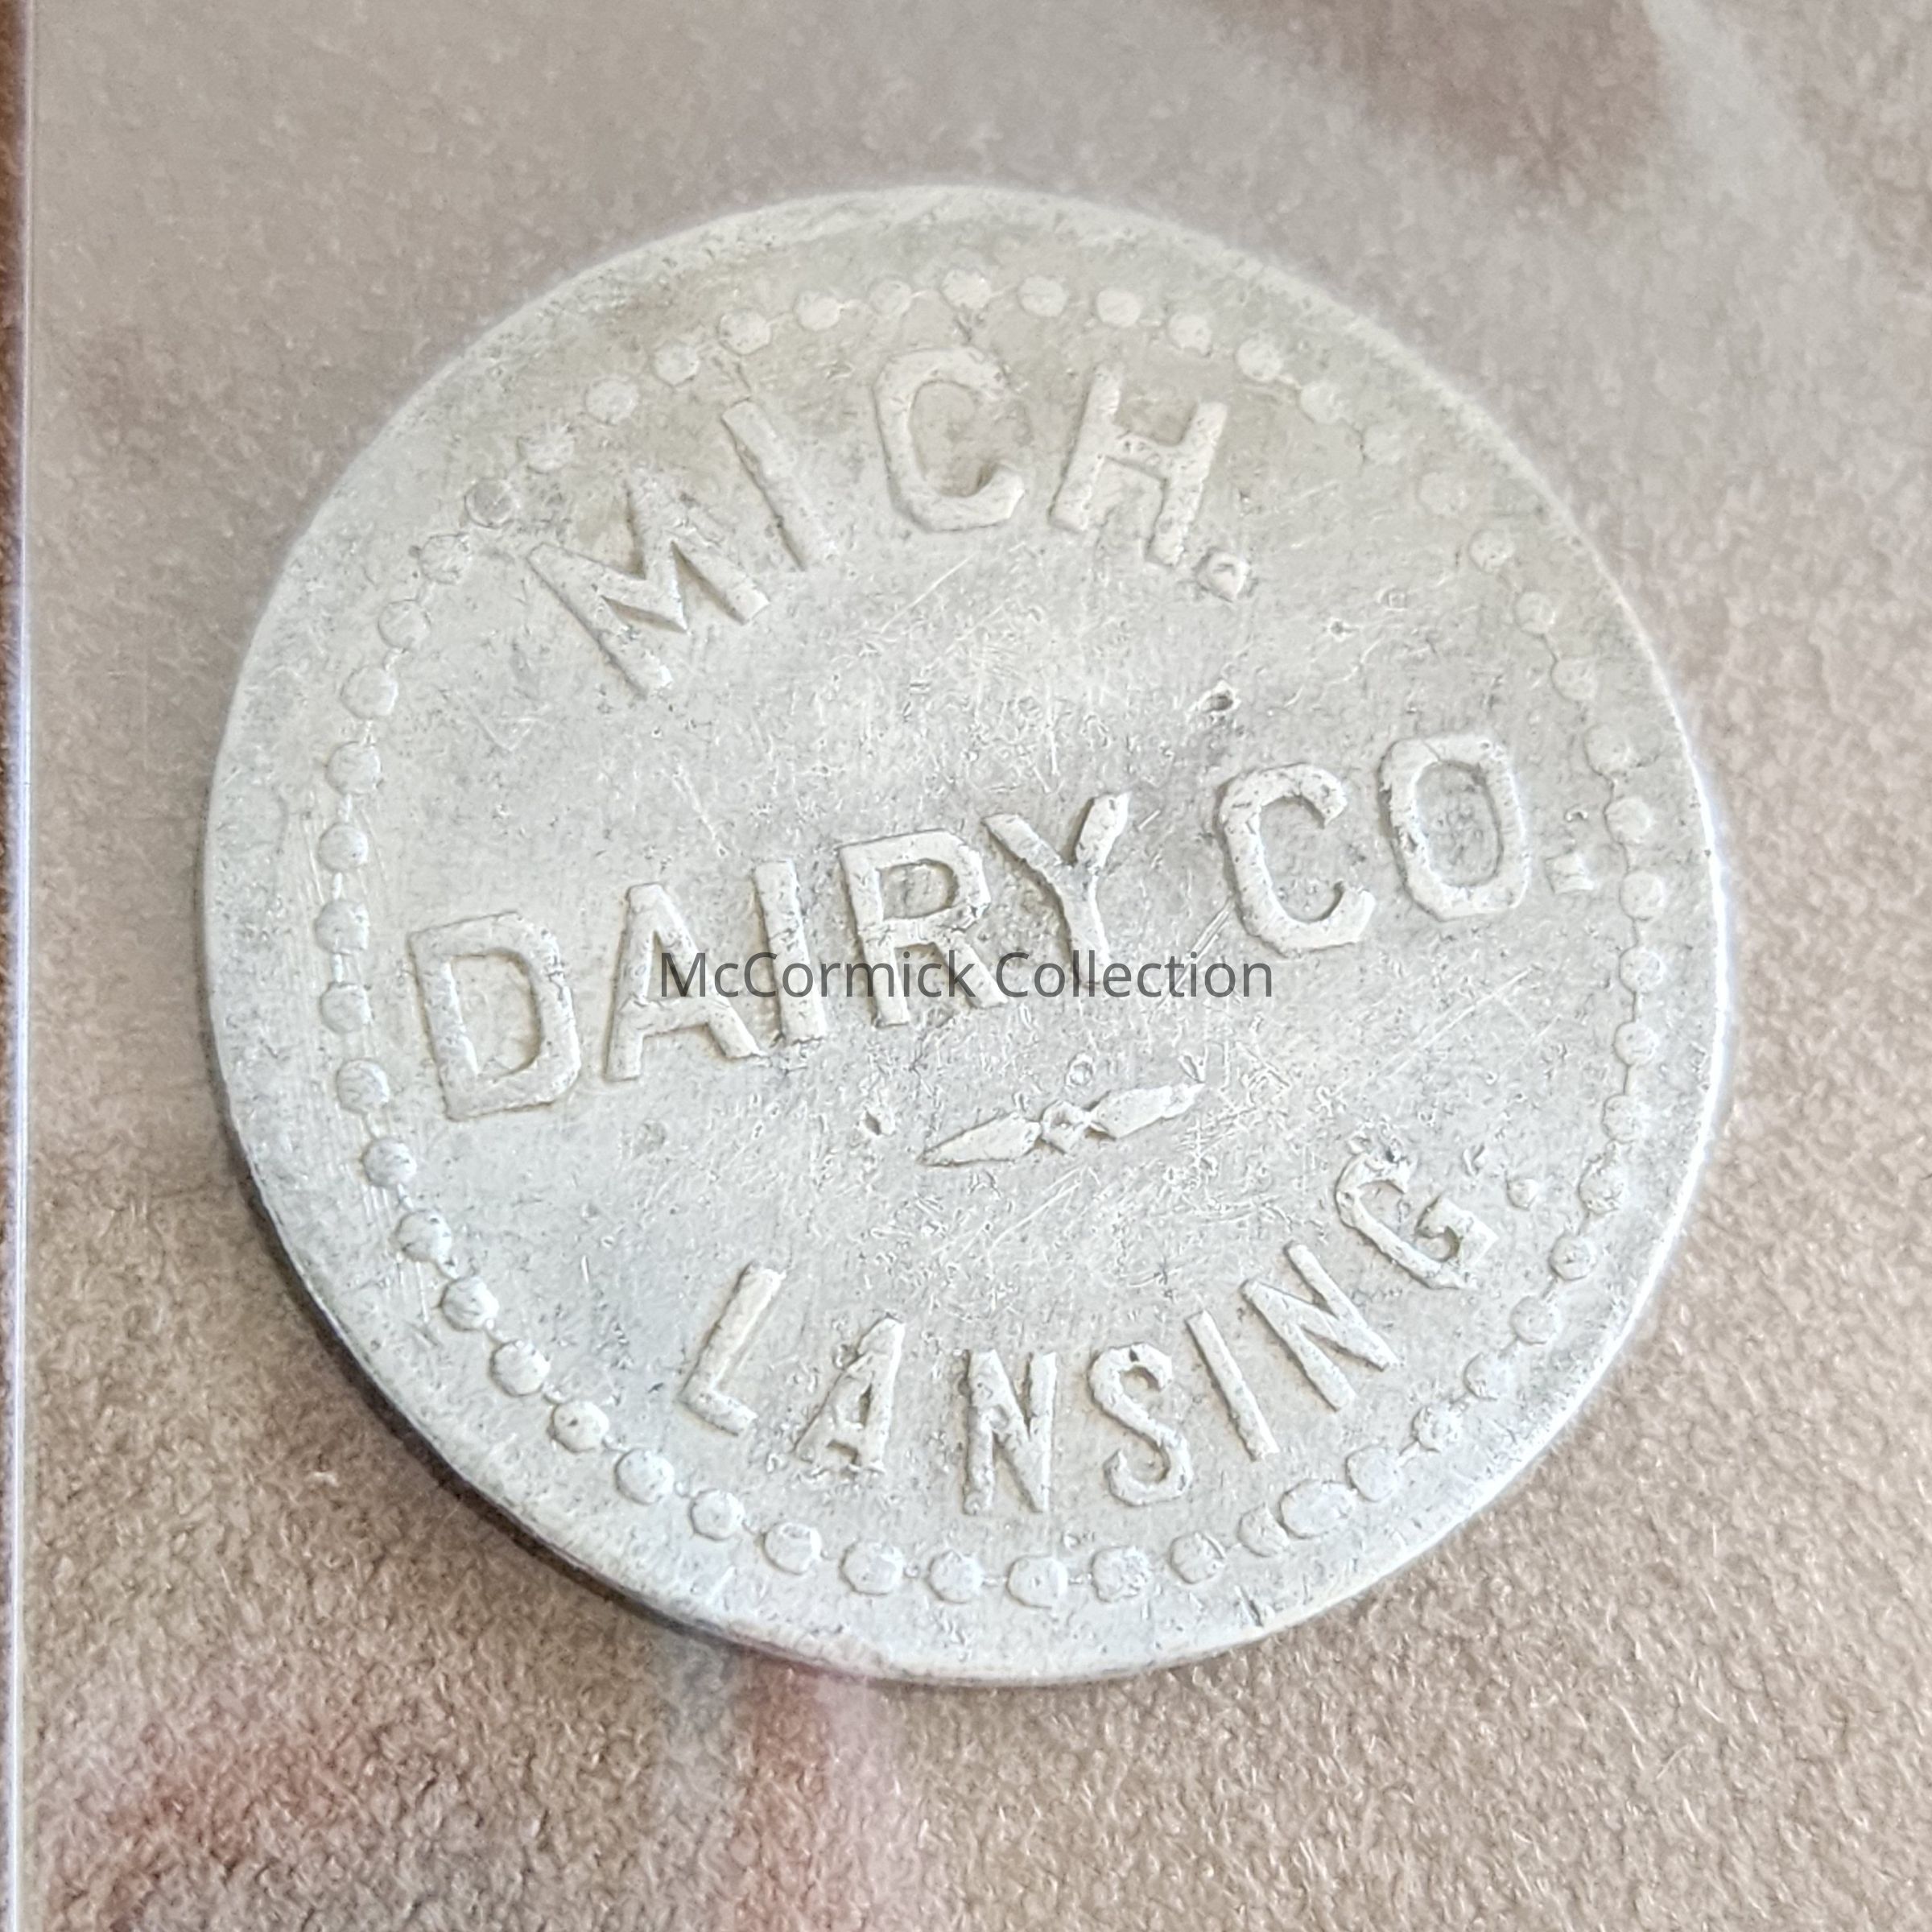 MICH.
DAIRY CO.
McCormick Collection
LANSING.